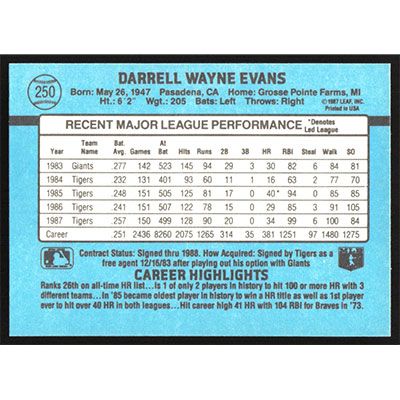 250
DARRELL WAYNE EVANS
Born: May 26, 1947 Pasadena, CA Home: Grosse Pointe Farms, MI
Ht.: 6'2" Wgt.: 205 Bats: Left Throws: Right
©1987 LEAF, INC.
Printed in USA
RECENT MAJOR LEAGUE PERFORMANCE *Denotes Led League
Year Team Name Bat. Avg. Games At Bat Hits Runs 2B 3B HR RBI Steal Walk SO
1983 Giants .277 142 523 145 94 29 3 30 82 6 84 81
1984 Tigers .232 131 401 93 60 11 1 16 63 2 77 70
1985 Tigers .248 151 505 125 81 17 0 40* 94 0 85 85
1986 Tigers .241 151 507 122 78 15 0 29 85 3 91 105
1987 Tigers .257 150 499 128 90 20 0 34 99 6 100 84
Career .251 2436 8260 2075 1265 314 35 381 1251 97 1480 1275
Contract Status: Signed thru 1988. How Acquired: Signed by Tigers as a
free agent 12/16/83 after playing out his option with Giants
CAREER HIGHLIGHTS
Ranks 26th on all-time HR list...Is 1 of only 2 players in history to hit 100 or more HR with 3
different teams...In '85 became oldest player in history to win a HR title as well as 1st player
ever to hit over 40 HR in both leagues...Hit career high 41 HR with 104 RBI for Braves in '73.